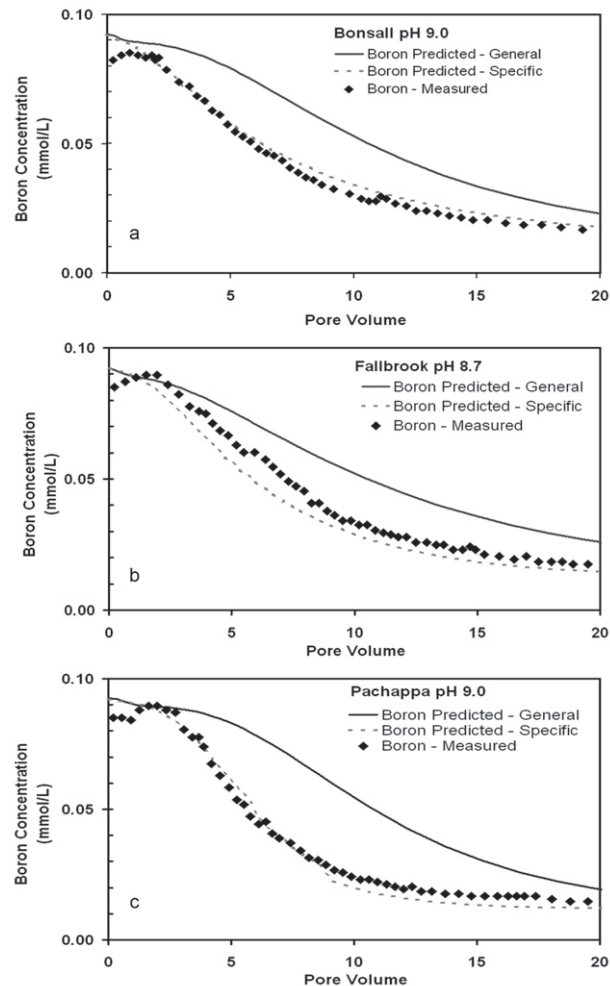 0.10
Bonsall pH 9.0
Boron Predicted - General
Boron Predicted - Specific
Boron - Measured
Boron Concentration
(mmol/L)
0.05
a
0.00
0 5 10 15 20
Pore Volume
0.10
Fallbrook pH 8.7
Boron Predicted - General
Boron Predicted - Specific
Boron - Measured
Boron Concentration
(mmol/L)
0.05
b
0.00
0 5 10 15 20
Pore Volume
0.10
Pachappa pH 9.0
Boron Predicted - General
Boron Predicted - Specific
Boron - Measured
Boron Concentration
(mmol/L)
0.05
c
0.00
0 5 10 15 20
Pore Volume